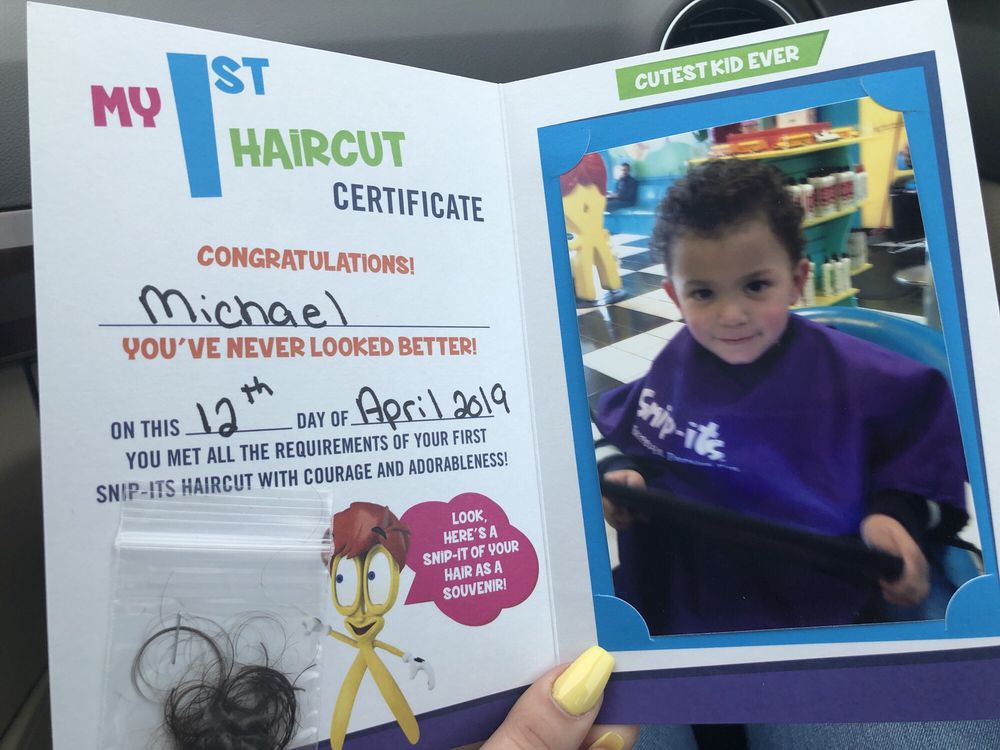 MY 1ST
HAIRCUT
CERTIFICATE
CONGRATULATIONS!
Michael
YOU'VE NEVER LOOKED BETTER!
ON THIS 12th DAY OF April 2019
YOU MET ALL THE REQUIREMENTS OF YOUR FIRST
SNIP-ITS HAIRCUT WITH COURAGE AND ADORABLENESS!
LOOK,
HERE'S A
SNIP-IT OF YOUR
HAIR AS A
SOUVENIR!
CUTEST KID EVER
Snip-its